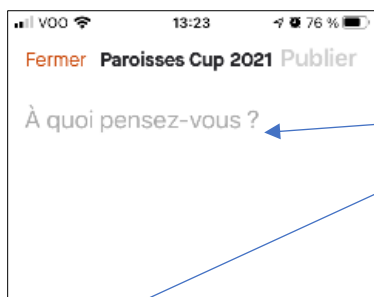 VOO 13:23 76 %
Fermer Paroisses Cup 2021 Publier
À quoi pensez-vous ?